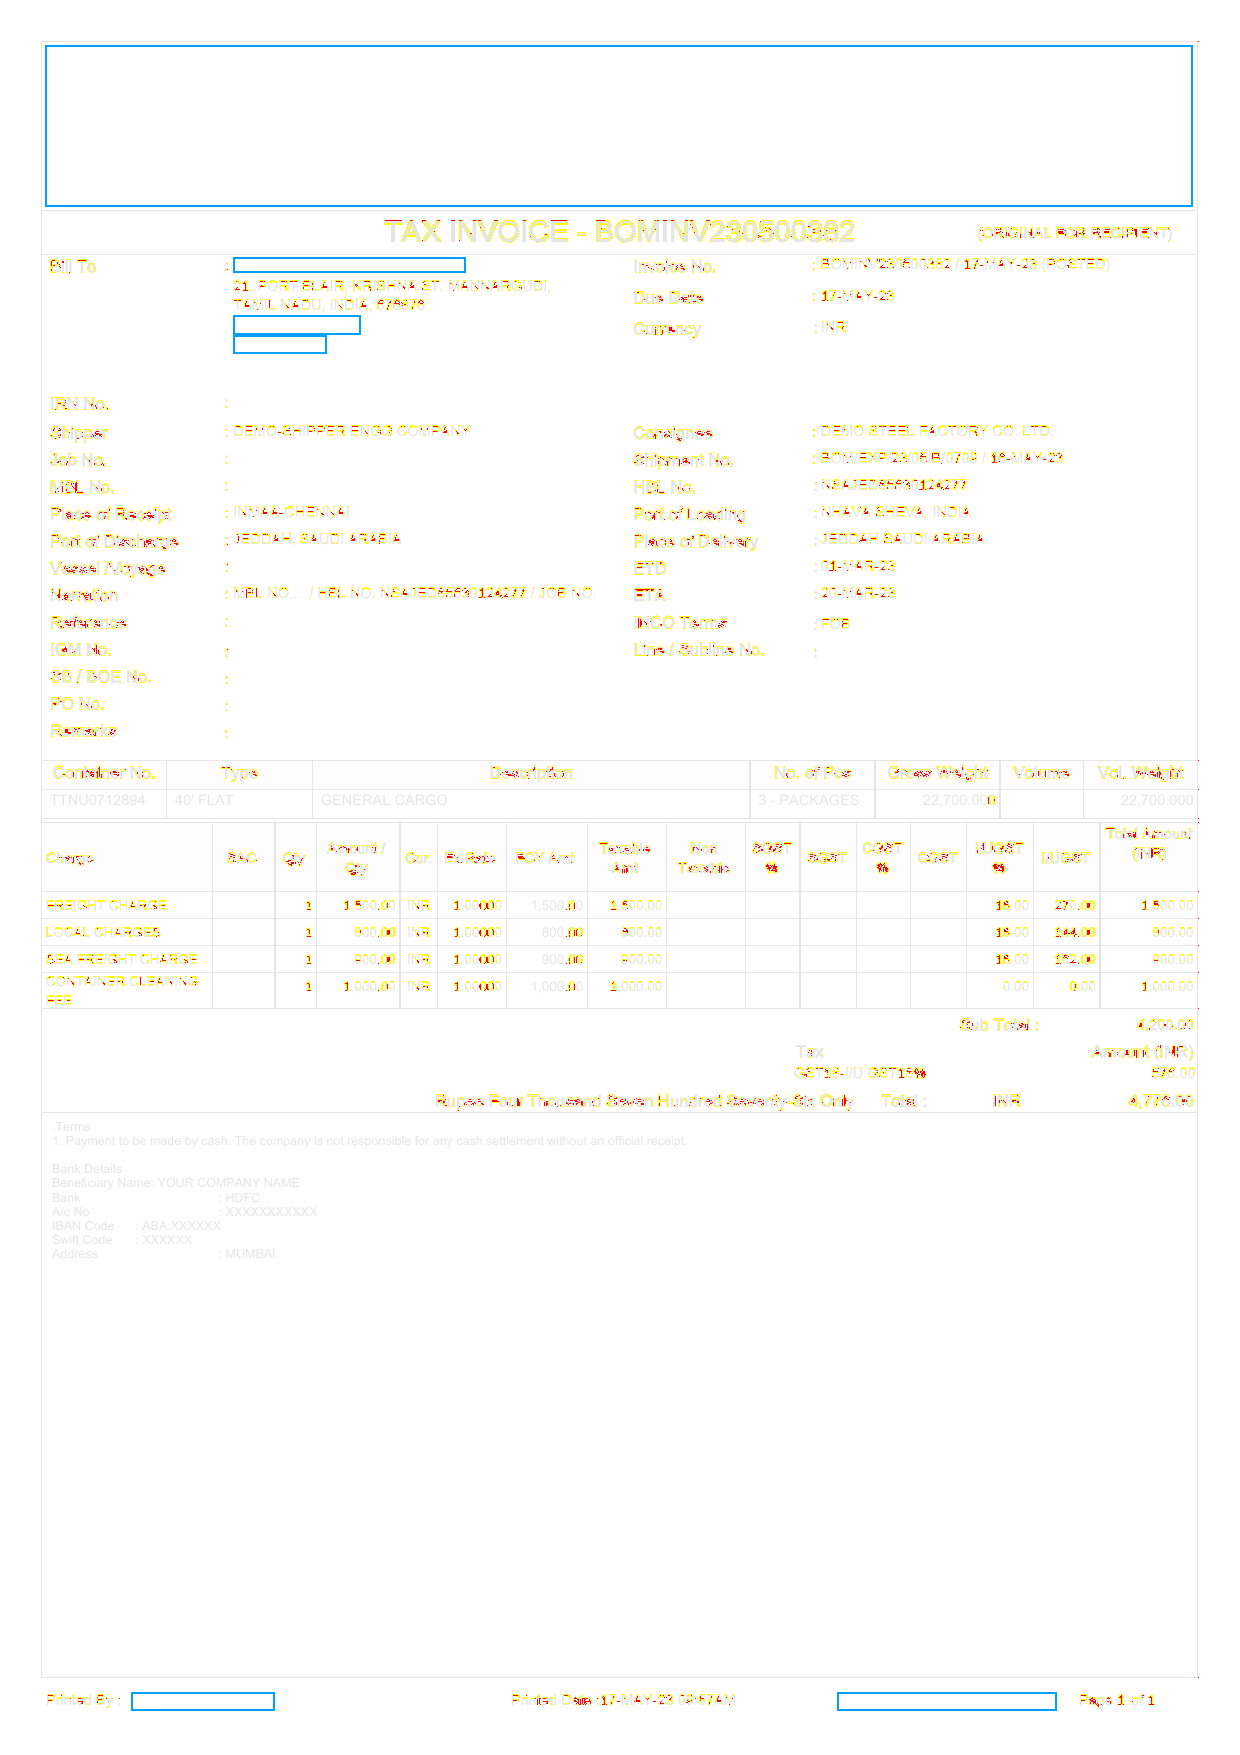 TAX INVOICE - BOMINV230500382 (ORIGINAL FOR RECIPIENT)
Bill To :
21, PORT BLAIR, KRISHNA ST, MANNARGUDI,
TAMIL NADU, INDIA, 676876
Invoice No. : BOMINV230500382 / 17-MAY-23 (POSTED)
Due Date : 17-MAY-23
Currency : INR
IRN No. :
Shipper : DEMO-SHIPPER ENGG COMPANY Consignee : DEMO STEEL FACTORY CO. LTD.
Job No. : Shipment No. : BOM/EXP/23/05/B/0709 / 16-MAY-23
MBL No. : HBL No. : NSAJED65630124277
Place of Receipt : INMAA-CHENNAI Port of Loading : NHAVA SHEVA, INDIA
Port of Discharge : JEDDAH, SAUDI ARABIA Place of Delivery : JEDDAH SAUDI ARABIA
Vessel /Voyage : ETD : 01-MAR-23
Narration : MBL NO... / HBL NO. NSAJED65630124277 / JOB NO. ETA : 20-MAR-23
Reference : INCO Terms : FOB
IGM No. : Line / Subline No. :
SB / BOE No. :
PO No. :
Remarks :
Container No. Type Description No. of Pcs Gross Weight Volume Vol. Weight
TTNU0712894 40' FLAT GENERAL CARGO 3 - PACKAGES 22,700.000 22,700.000
Charge SAC Qty Amount / Qty Cur. Ex.Rate FCY Amt Taxable Amt Non Taxable SGST % SGST CGST % CGST I/UGST % I/UGST Total Amount (INR)
FREIGHT CHARGE 1 1,500.00 INR 1.00000 1,500.00 1,500.00 18.00 270.00 1,500.00
LOCAL CHARGES 1 800.00 INR 1.00000 800.00 800.00 18.00 144.00 800.00
SEA FREIGHT CHARGE 1 900.00 INR 1.00000 900.00 900.00 18.00 162.00 900.00
CONTAINER CLEANING FEE 1 1,000.00 INR 1.00000 1,000.00 1,000.00 0.00 0.00 1,000.00
Sub Total : 4,200.00
Tax Amount (INR)
GST18-I/U GST18% 576.00
Rupees Four Thousand Seven Hundred Seventy-Six Only Total : INR 4,776.00
.Terms
1. Payment to be made by cash. The company is not responsible for any cash settlement without an official receipt.
Bank Details
Beneficiary Name: YOUR COMPANY NAME
Bank : HDFC
A/c No : XXXXXXXXXXX
IBAN Code : ABA:XXXXXX
Swift Code : XXXXXX
Address : MUMBAI.
Printed By : Printed Date :17-MAY-23 09:57AM Page 1 of 1